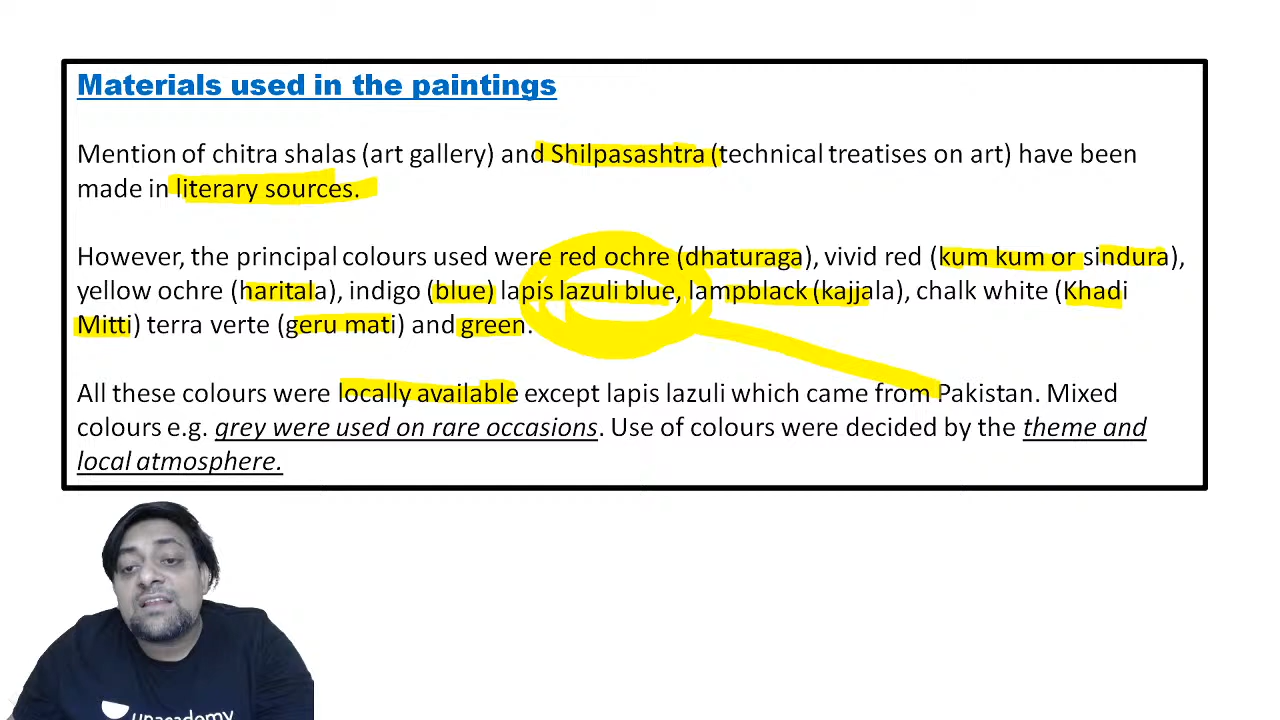 Materials used in the paintings
Mention of chitra shalas (art gallery) and Shilpasashtra (technical treatises on art) have been
made in literary sources.
However, the principal colours used were red ochre (dhaturaga), vivid red (kum kum or sindura),
yellow ochre (haritala), indigo (blue) lapis lazuli blue, lampblack (kajjala), chalk white (Khadi
Mitti) terra verte (geru mati) and green.
All these colours were locally available except lapis lazuli which came from Pakistan. Mixed
colours e.g. grey were used on rare occasions. Use of colours were decided by the theme and
local atmosphere.
unacademy